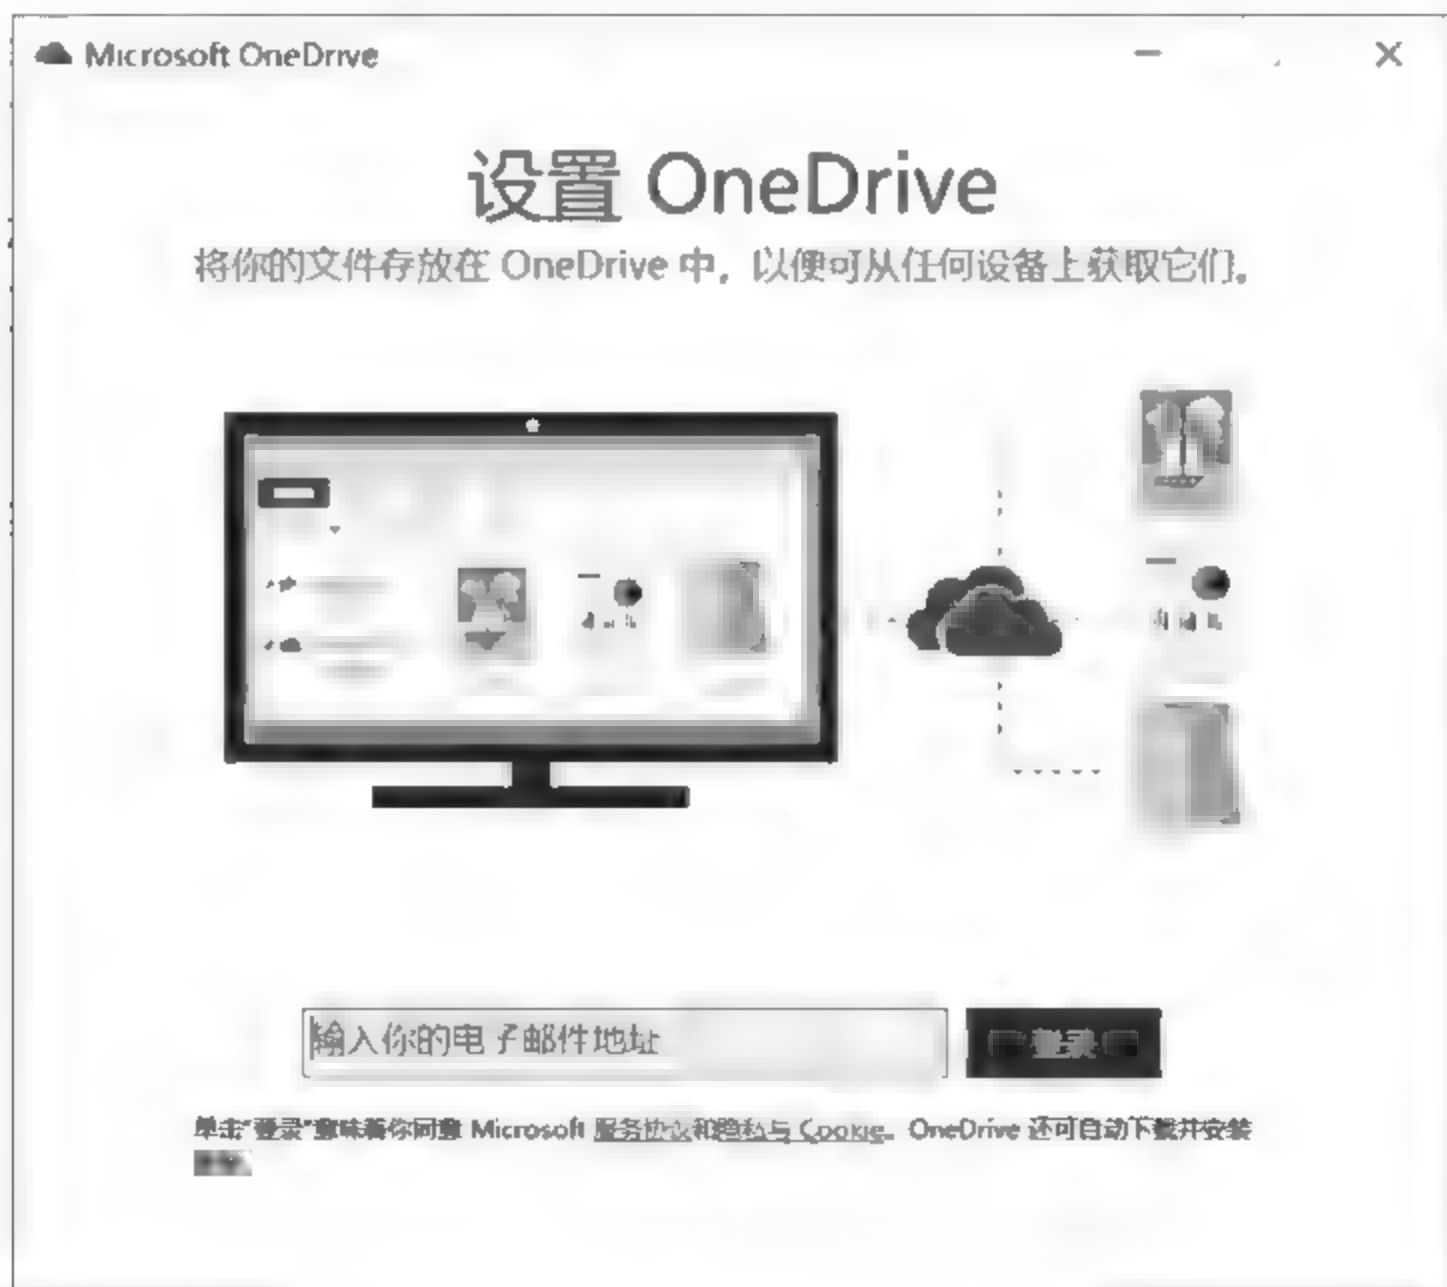 Microsoft OneDrive
设置 OneDrive
将你的文件存放在 OneDrive 中，以便可从任何设备上获取它们。
输入你的电子邮件地址
登录
单击"登录"意味着你同意 Microsoft 服务协议和隐私与 Cookie。OneDrive 还可自动下载并安装